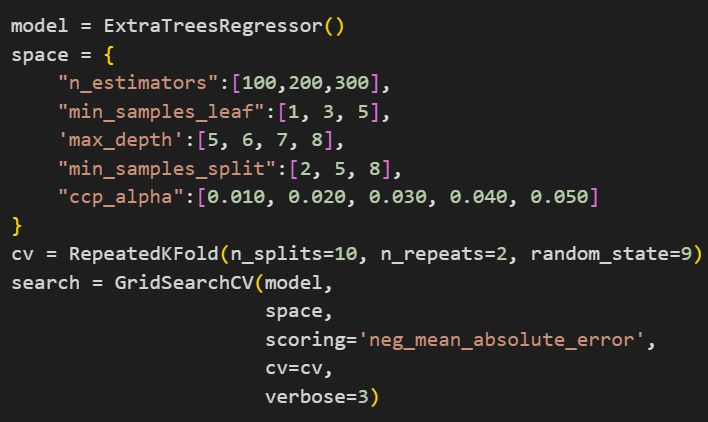 model = ExtraTreesRegressor()
space = {
    "n_estimators":[100,200,300],
    "min_samples_leaf":[1, 3, 5],
    'max_depth':[5, 6, 7, 8],
    "min_samples_split":[2, 5, 8],
    "ccp_alpha":[0.010, 0.020, 0.030, 0.040, 0.050]
}
cv = RepeatedKFold(n_splits=10, n_repeats=2, random_state=9)
search = GridSearchCV(model,
                      space,
                      scoring='neg_mean_absolute_error',
                      cv=cv,
                      verbose=3)